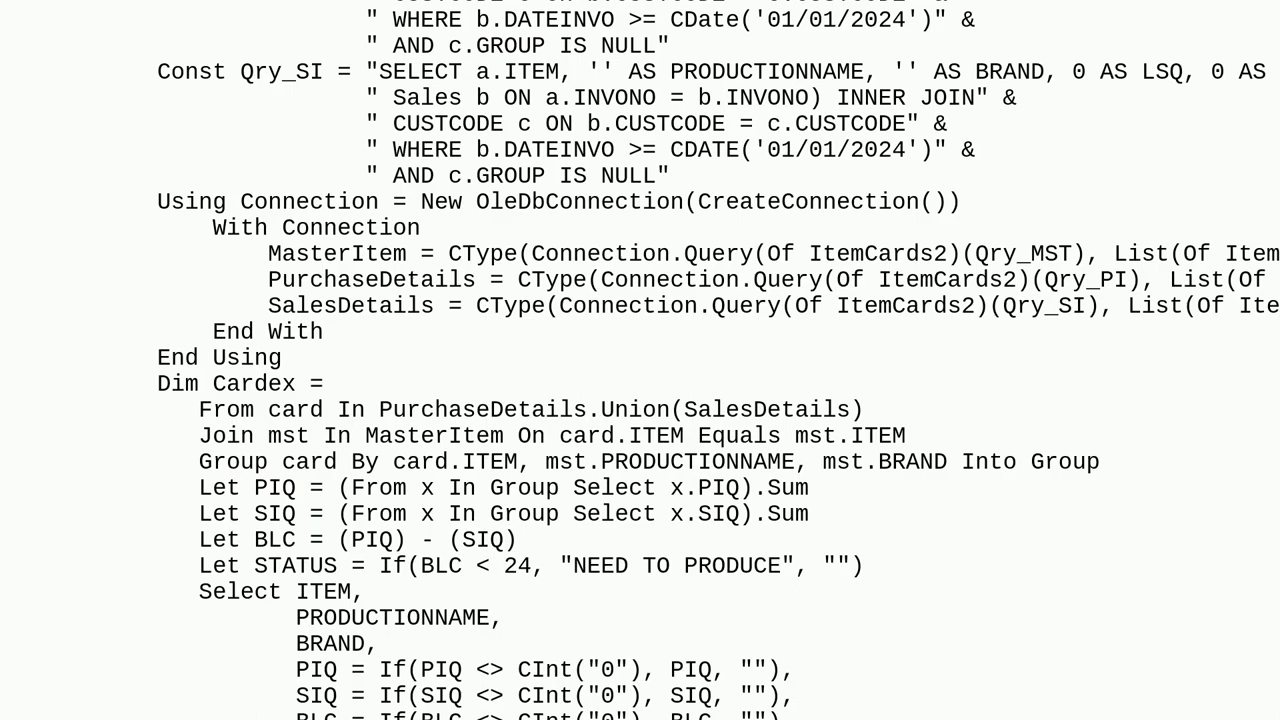 " WHERE b.DATEINVO >= CDate('01/01/2024')" &
" AND c.GROUP IS NULL"
Const Qry_SI = "SELECT a.ITEM, '' AS PRODUCTIONNAME, '' AS BRAND, 0 AS LSQ, 0 AS
" Sales b ON a.INVONO = b.INVONO) INNER JOIN" &
" CUSTCODE c ON b.CUSTCODE = c.CUSTCODE" &
" WHERE b.DATEINVO >= CDATE('01/01/2024')" &
" AND c.GROUP IS NULL"
Using Connection = New OleDbConnection(CreateConnection())
With Connection
MasterItem = CType(Connection.Query(Of ItemCards2)(Qry_MST), List(Of Item
PurchaseDetails = CType(Connection.Query(Of ItemCards2)(Qry_PI), List(Of
SalesDetails = CType(Connection.Query(Of ItemCards2)(Qry_SI), List(Of Ite
End With
End Using
Dim Cardex =
From card In PurchaseDetails.Union(SalesDetails)
Join mst In MasterItem On card.ITEM Equals mst.ITEM
Group card By card.ITEM, mst.PRODUCTIONNAME, mst.BRAND Into Group
Let PIQ = (From x In Group Select x.PIQ).Sum
Let SIQ = (From x In Group Select x.SIQ).Sum
Let BLC = (PIQ) - (SIQ)
Let STATUS = If(BLC < 24, "NEED TO PRODUCE", "")
Select ITEM,
PRODUCTIONNAME,
BRAND,
PIQ = If(PIQ <> CInt("0"), PIQ, ""),
SIQ = If(SIQ <> CInt("0"), SIQ, ""),
BLC = If(BLC <> CInt("0"), BLC, "")